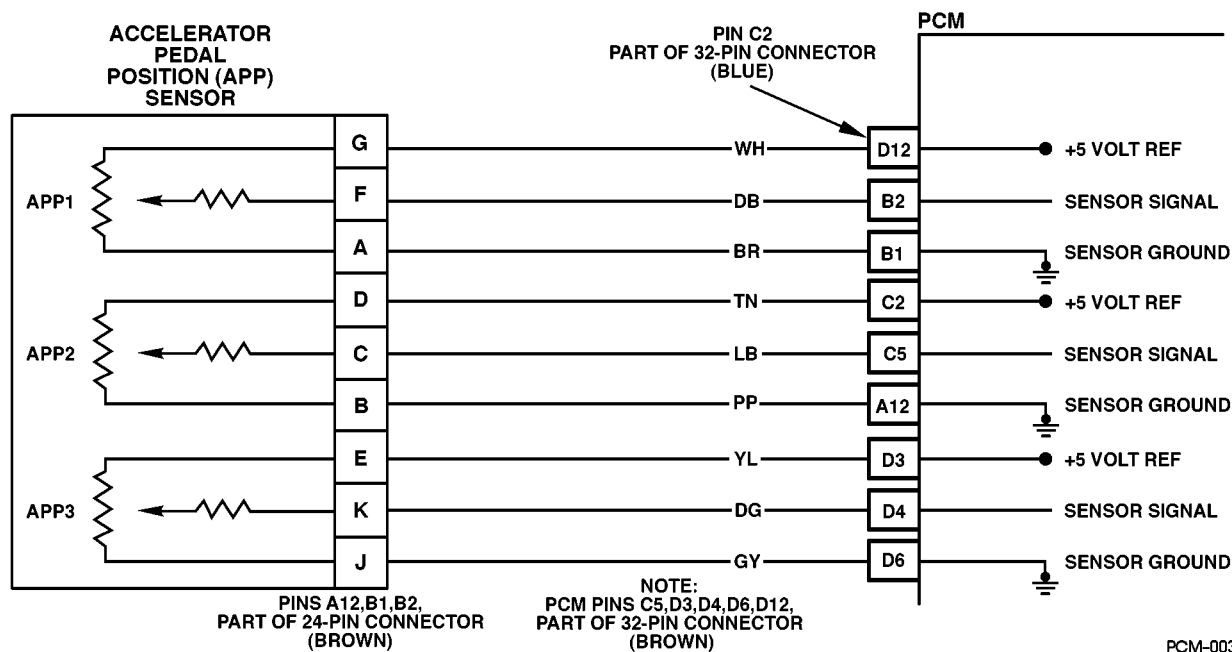 ACCELERATOR
PEDAL
POSITION (APP)
SENSOR
PIN C2
PART OF 32-PIN CONNECTOR
(BLUE)
PCM
G
WH
D12
+5 VOLT REF
APP1
F
DB
B2
SENSOR SIGNAL
A
BR
B1
SENSOR GROUND
D
TN
C2
+5 VOLT REF
APP2
C
LB
C5
SENSOR SIGNAL
B
PP
A12
SENSOR GROUND
E
YL
D3
+5 VOLT REF
APP3
K
DG
D4
SENSOR SIGNAL
J
GY
D6
SENSOR GROUND
PINS A12,B1,B2,
PART OF 24-PIN CONNECTOR
(BROWN)
NOTE:
PCM PINS C5,D3,D4,D6,D12,
PART OF 32-PIN CONNECTOR
(BROWN)
PCM-003